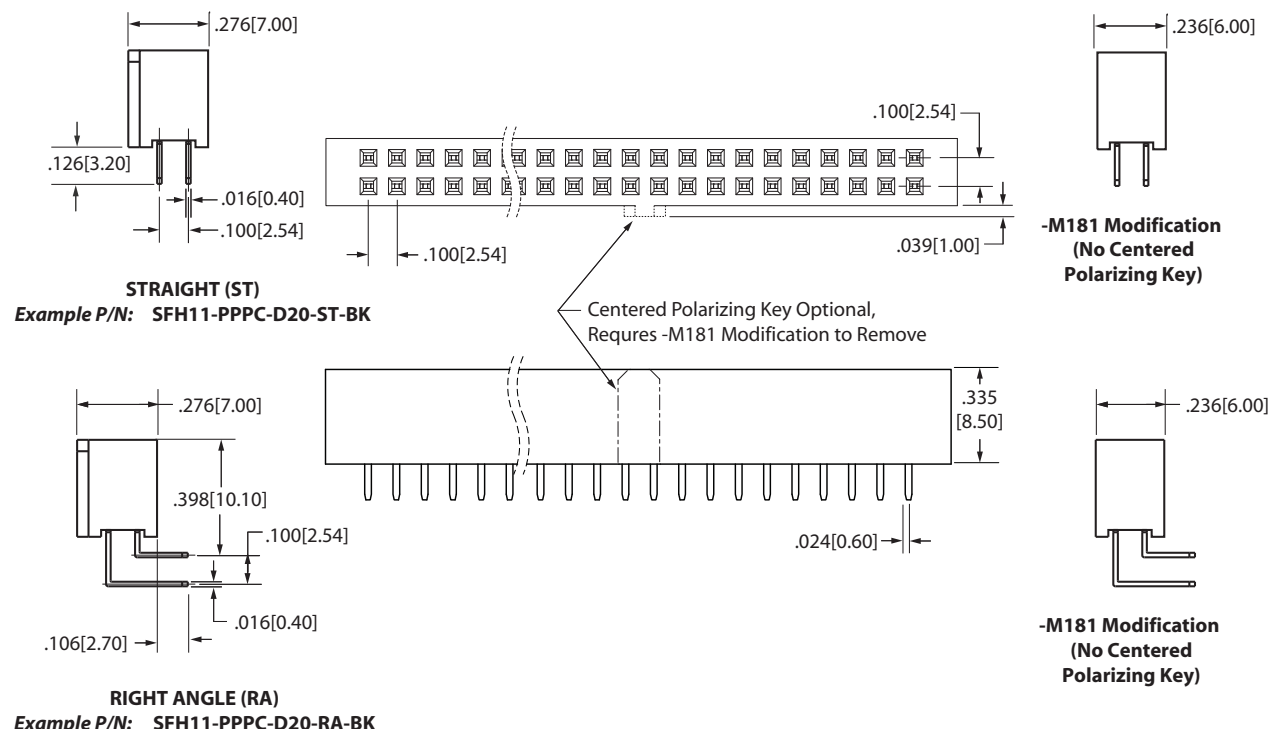 .276[7.00]
.126[3.20]
.016[0.40]
.100[2.54]
STRAIGHT (ST)
Example P/N: SFH11-PPPC-D20-ST-BK
.100[2.54]
.039[1.00]
.100[2.54]
Centered Polarizing Key Optional,
Requres -M181 Modification to Remove
.236[6.00]
-M181 Modification
(No Centered
Polarizing Key)
.276[7.00]
.398[10.10]
.100[2.54]
.016[0.40]
.106[2.70]
RIGHT ANGLE (RA)
Example P/N: SFH11-PPPC-D20-RA-BK
.335
[8.50]
.024[0.60]
.236[6.00]
-M181 Modification
(No Centered
Polarizing Key)